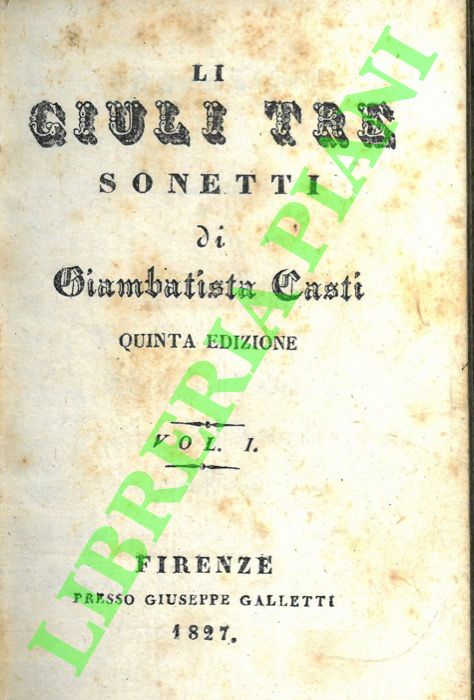 LI
GIULI TRE
SONETTI
di
Giambatista Casti
QUINTA EDIZIONE
VOL. I.
FIRENZE
PRESSO GIUSEPPE GALLETTI
1827.
LIBRERIA PIANI